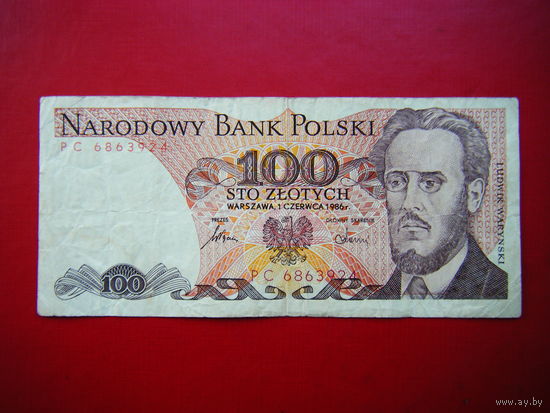 NARODOWY BANK POLSKI
PC 6863924
100
STO ZŁOTYCH
WARSZAWA, 1 CZERWCA 1986 r.
PREZES GŁÓWNY SKARBNIK
PC 6863924
100
LUDWIK WARYŃSKI
www.ay.by